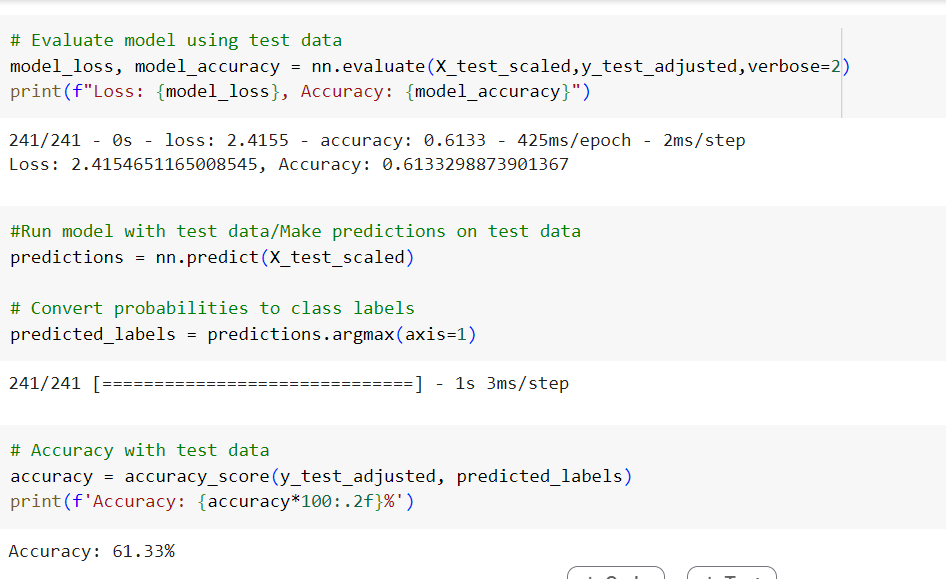 # Evaluate model using test data
model_loss, model_accuracy = nn.evaluate(X_test_scaled,y_test_adjusted,verbose=2)
print(f"Loss: {model_loss}, Accuracy: {model_accuracy}")
241/241 - 0s - loss: 2.4155 - accuracy: 0.6133 - 425ms/epoch - 2ms/step
Loss: 2.4154651165008545, Accuracy: 0.6133298873901367
#Run model with test data/Make predictions on test data
predictions = nn.predict(X_test_scaled)
# Convert probabilities to class labels
predicted_labels = predictions.argmax(axis=1)
241/241 [==============================] - 1s 3ms/step
# Accuracy with test data
accuracy = accuracy_score(y_test_adjusted, predicted_labels)
print(f'Accuracy: {accuracy*100:.2f}%')
Accuracy: 61.33%